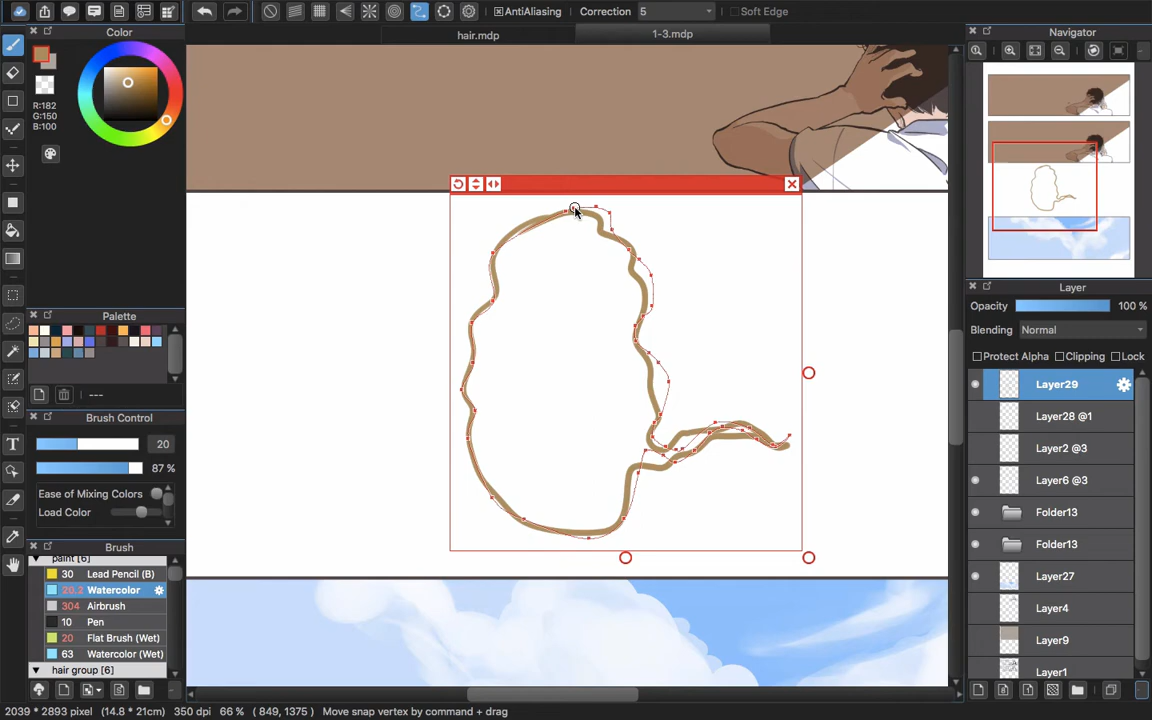 AntiAliasing Correction 5 Soft Edge
Color
hair.mdp 1-3.mdp
Navigator
R:182
G:150
B:100
Palette
---
Brush Control
20
87 %
Ease of Mixing Colors
Load Color
Brush
paint [6]
30 Lead Pencil (B)
20.2 Watercolor
304 Airbrush
10 Pen
20 Flat Brush (Wet)
63 Watercolor (Wet)
hair group [6]
Layer
Opacity 100 %
Blending Normal
Protect Alpha Clipping Lock
Layer29
Layer28 @1
Layer2 @3
Layer6 @3
Folder13
Folder13
Layer27
Layer4
Layer9
Layer1
T
2039 * 2893 pixel (14.8 * 21cm) 350 dpi 66 % ( 849, 1375 ) Move snap vertex by command + drag